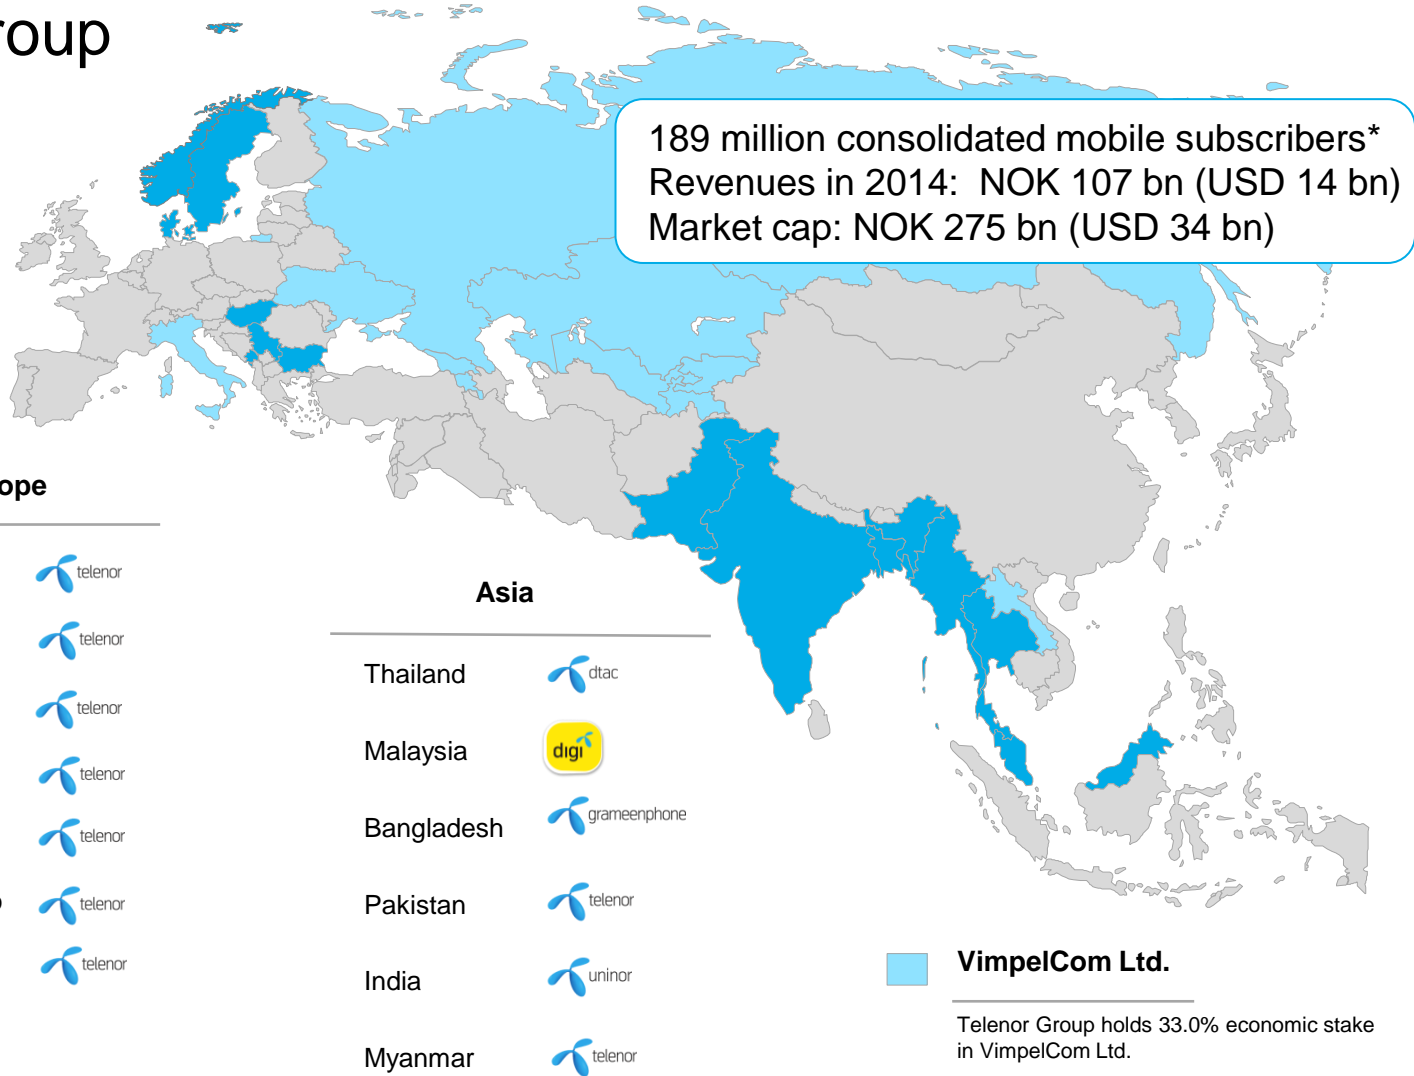 roup
189 million consolidated mobile subscribers*
Revenues in 2014: NOK 107 bn (USD 14 bn)
Market cap: NOK 275 bn (USD 34 bn)
ope
telenor
telenor
telenor
telenor
telenor
o telenor
telenor
Asia
Thailand dtac
Malaysia digi
Bangladesh grameenphone
Pakistan telenor
India uninor
Myanmar telenor
VimpelCom Ltd.
Telenor Group holds 33.0% economic stake
in VimpelCom Ltd.